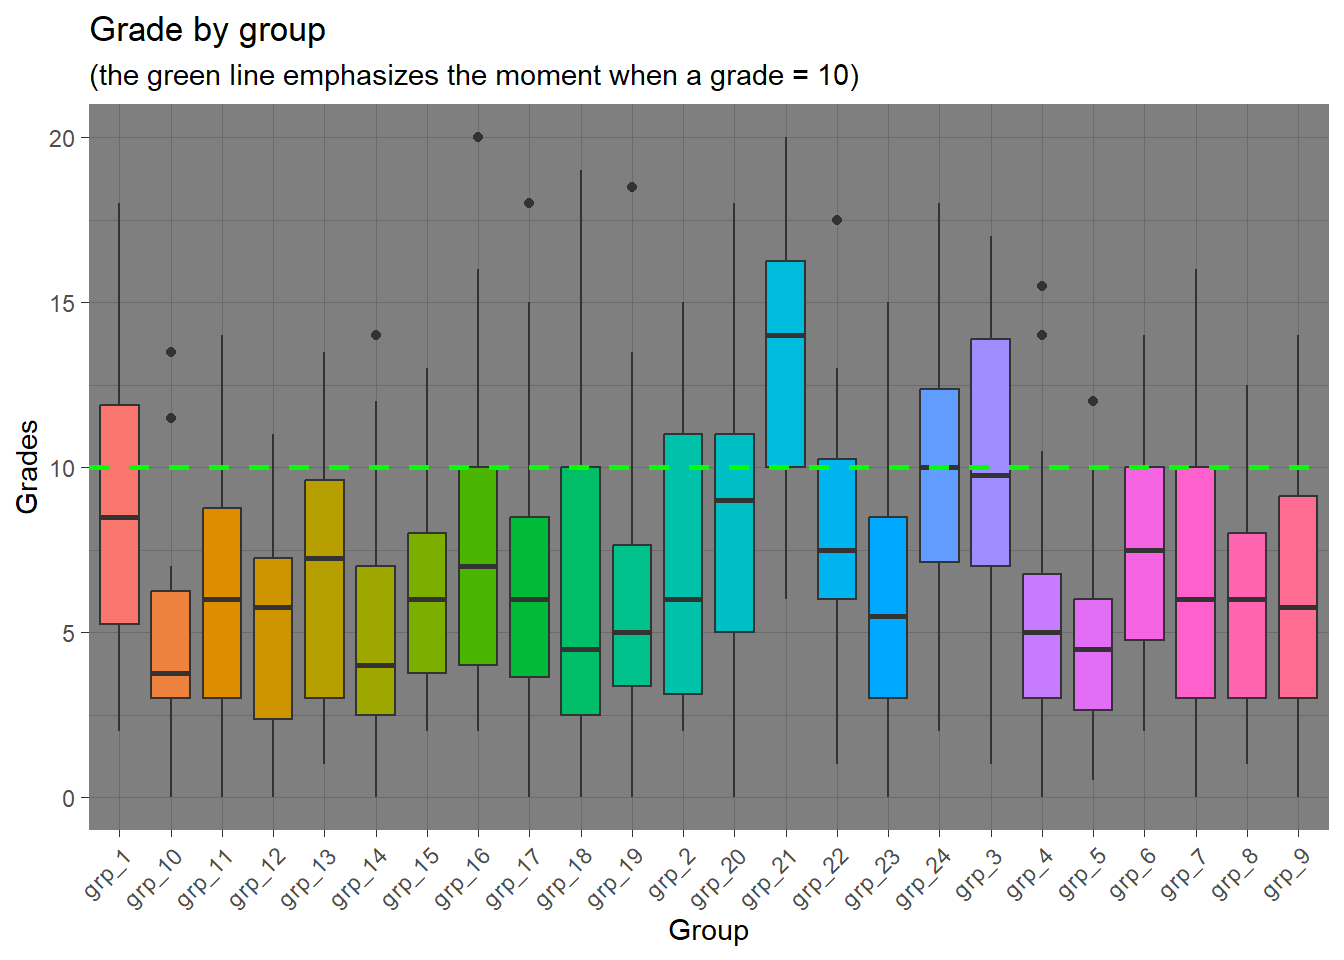 Grade by group
(the green line emphasizes the moment when a grade = 10)
20
15
10
5
0
Grades
grp_1
grp_10
grp_11
grp_12
grp_13
grp_14
grp_15
grp_16
grp_17
grp_18
grp_19
grp_2
grp_20
grp_21
grp_22
grp_23
grp_24
grp_3
grp_4
grp_5
grp_6
grp_7
grp_8
grp_9
Group